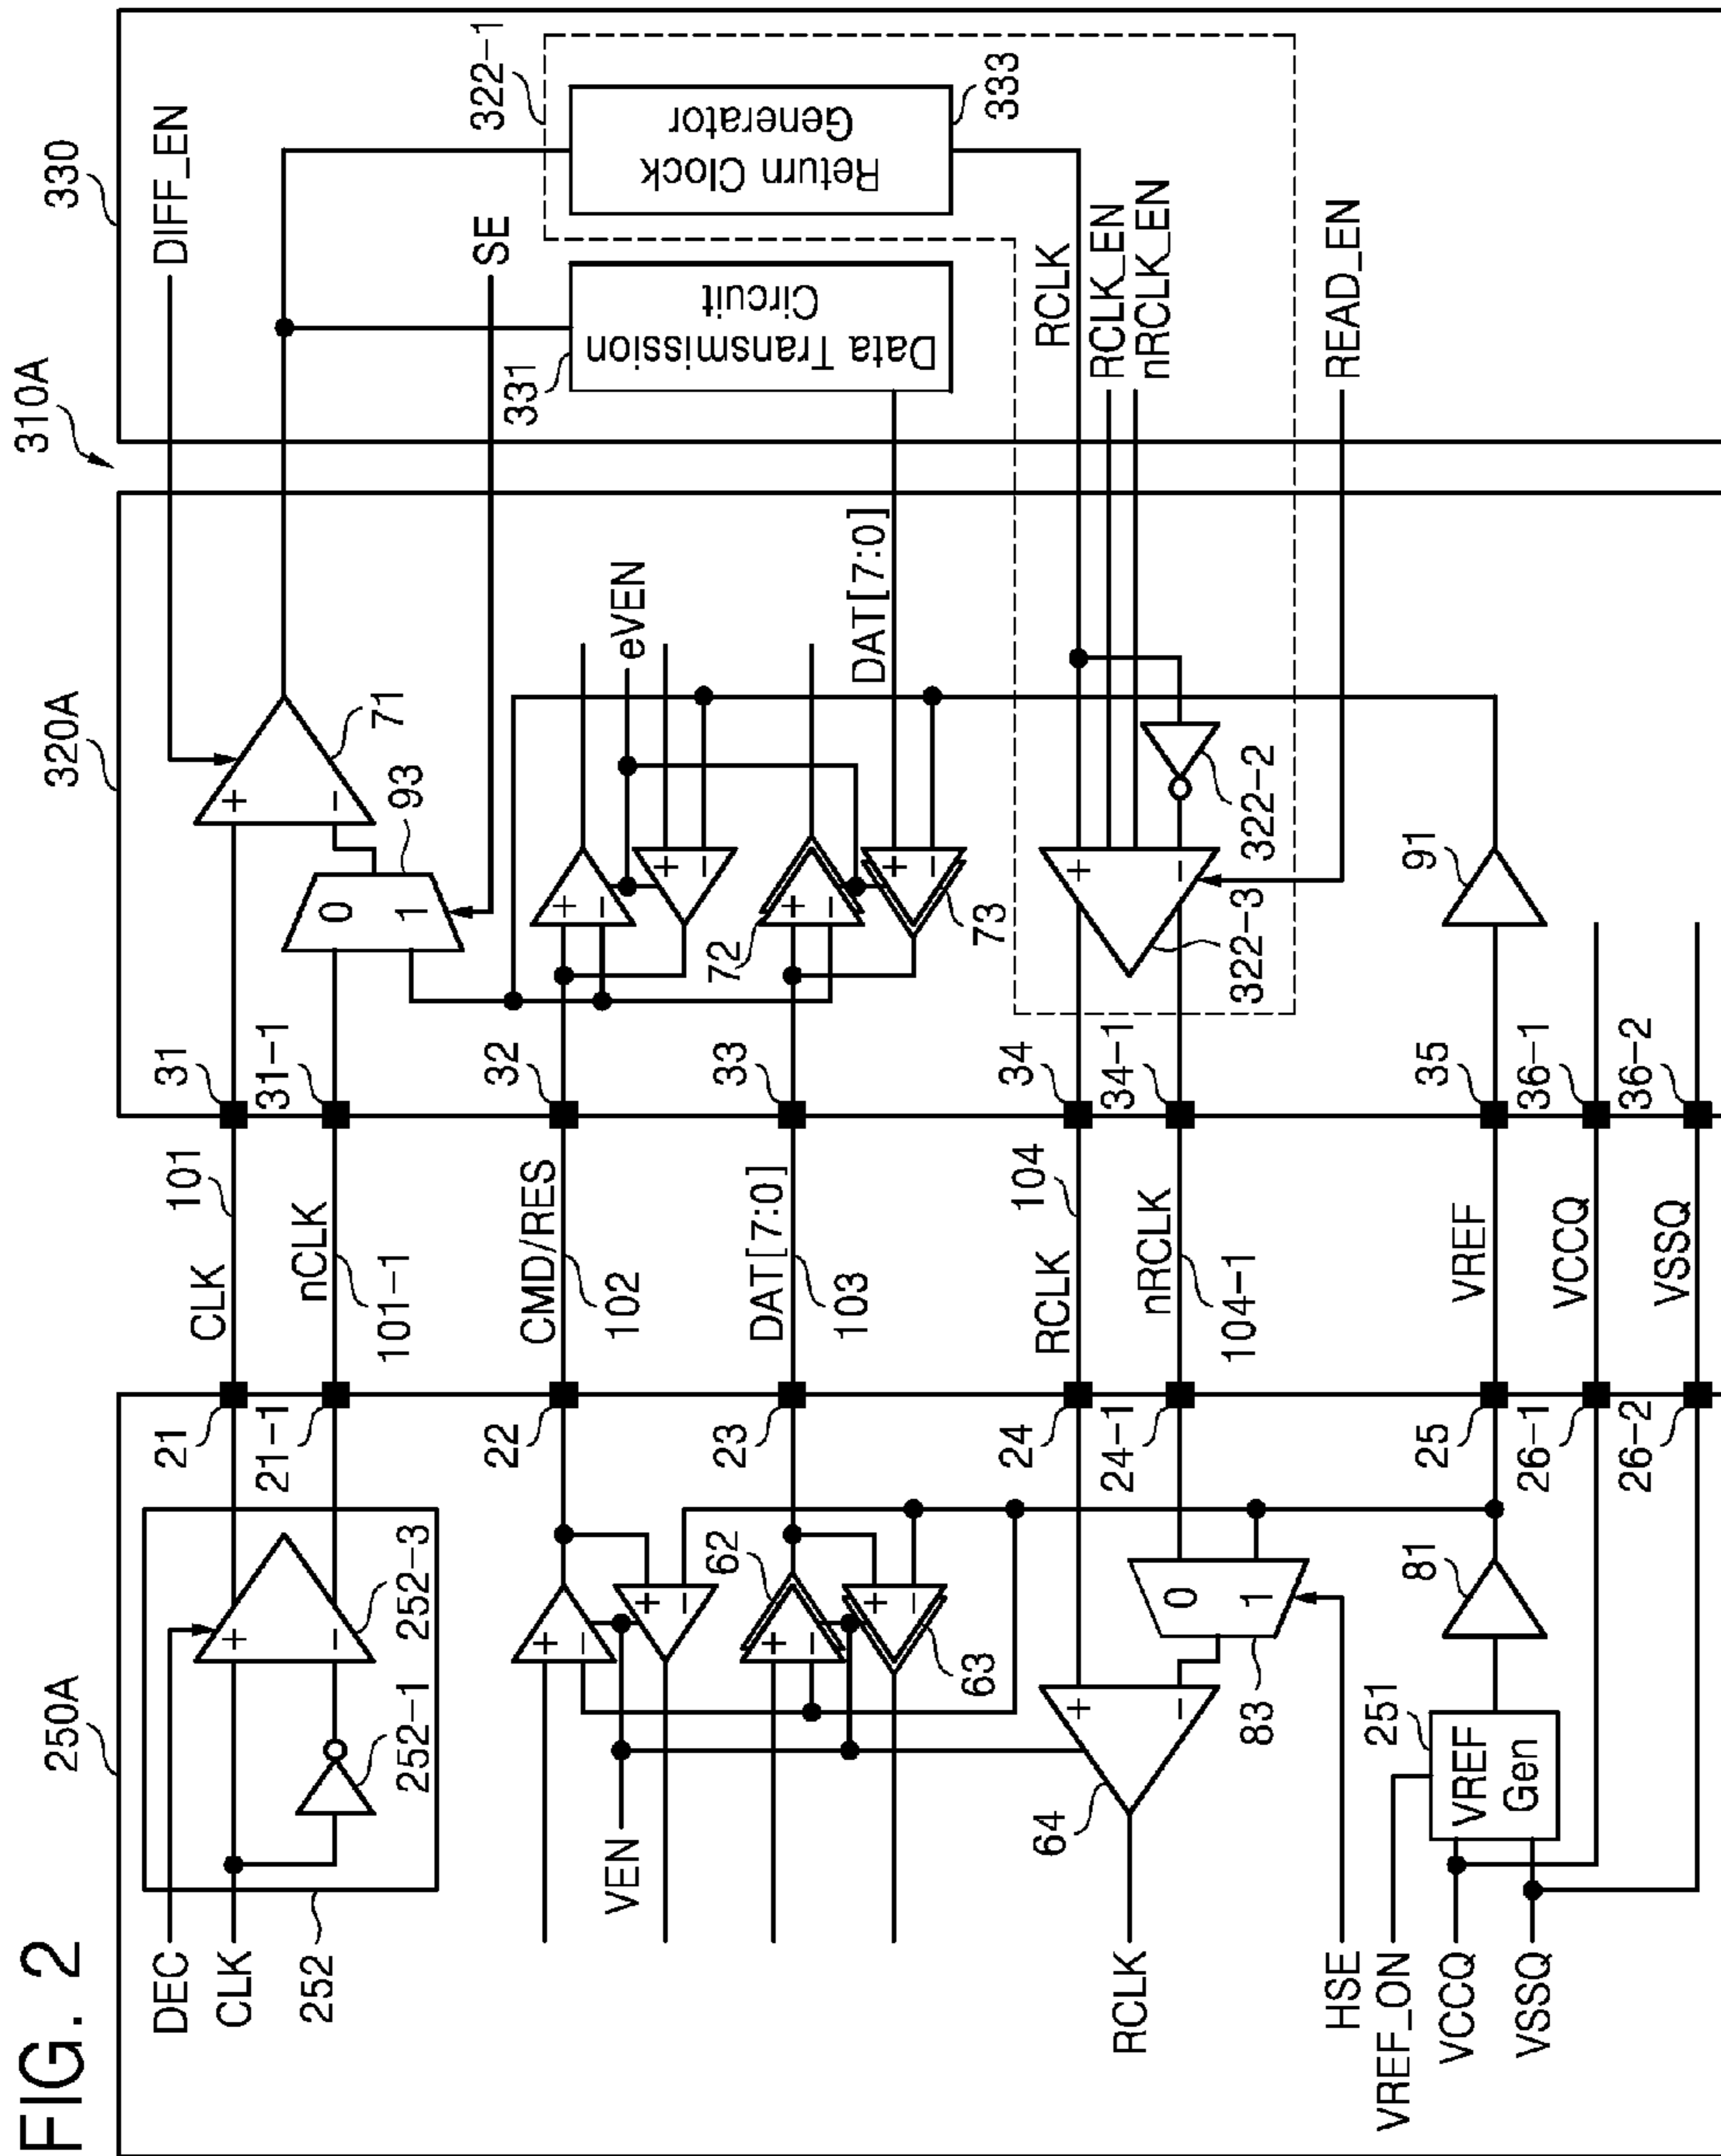 FIG. 2
250A
310A
320A
330
DEC
CLK
252
252-1
252-3
21
21-1
CLK
101
nCLK
101-1
31
31-1
0
1
93
71
DIFF_EN
SE
VEN
22
CMD/RES
102
32
eVEN
62
63
23
DAT[7:0]
103
33
72
73
DAT[7:0]
331
Data Transmission
Circuit
322-1
Return Clock
Generator
333
RCLK
64
0
1
83
24
24-1
RCLK
104
nRCLK
104-1
34
34-1
322-3
322-2
RCLK
RCLK_EN
nRCLK_EN
READ_EN
HSE
VREF_ON
VCCQ
VSSQ
251
VREF
Gen
81
25
26-1
26-2
VREF
VCCQ
VSSQ
35
36-1
36-2
91
+
−
+
−
+
−
+
−
+
−
+
−
+
−
+
−
+
−
+
−
+
−
+
−